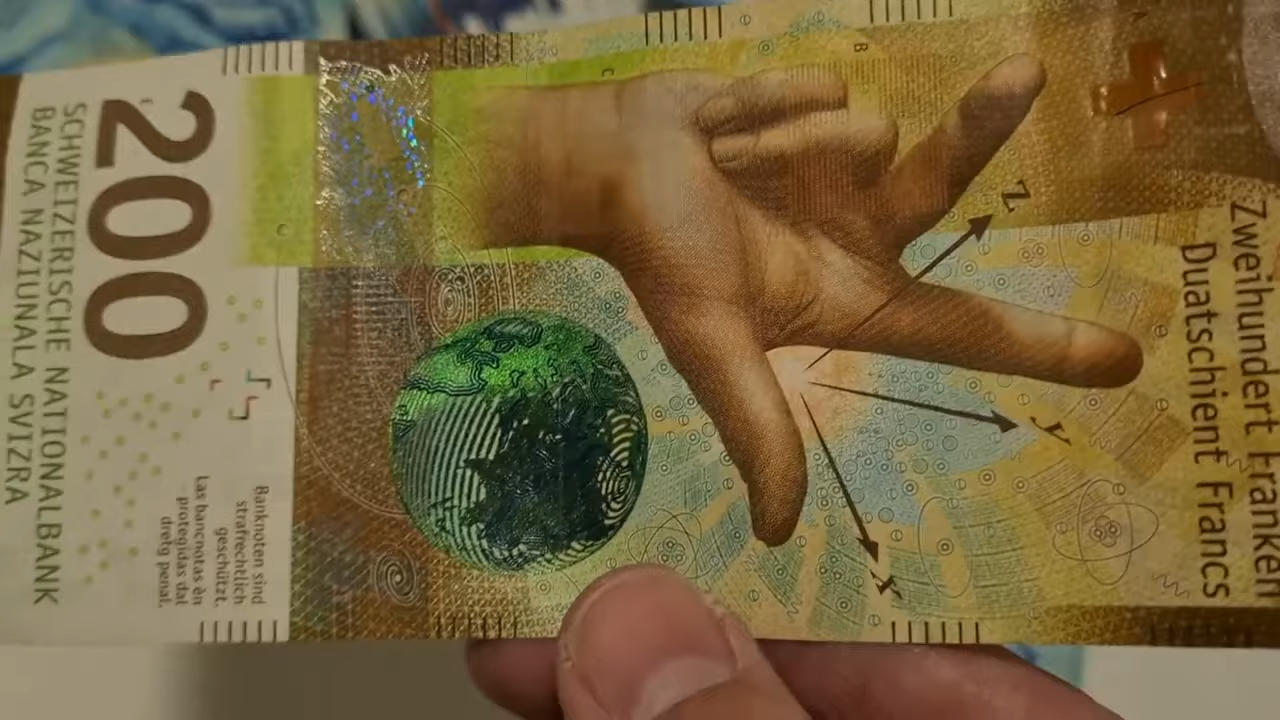 Zweihundert Franken
Duatschient Francs
z
y
x
B
C
Banknoten sind
strafrechtlich
geschützt.
Las bancnotas èn
protegidas dal
dretg penal.
200
SCHWEIZERISCHE NATIONALBANK
BANCA NAZIUNALA SVIZRA